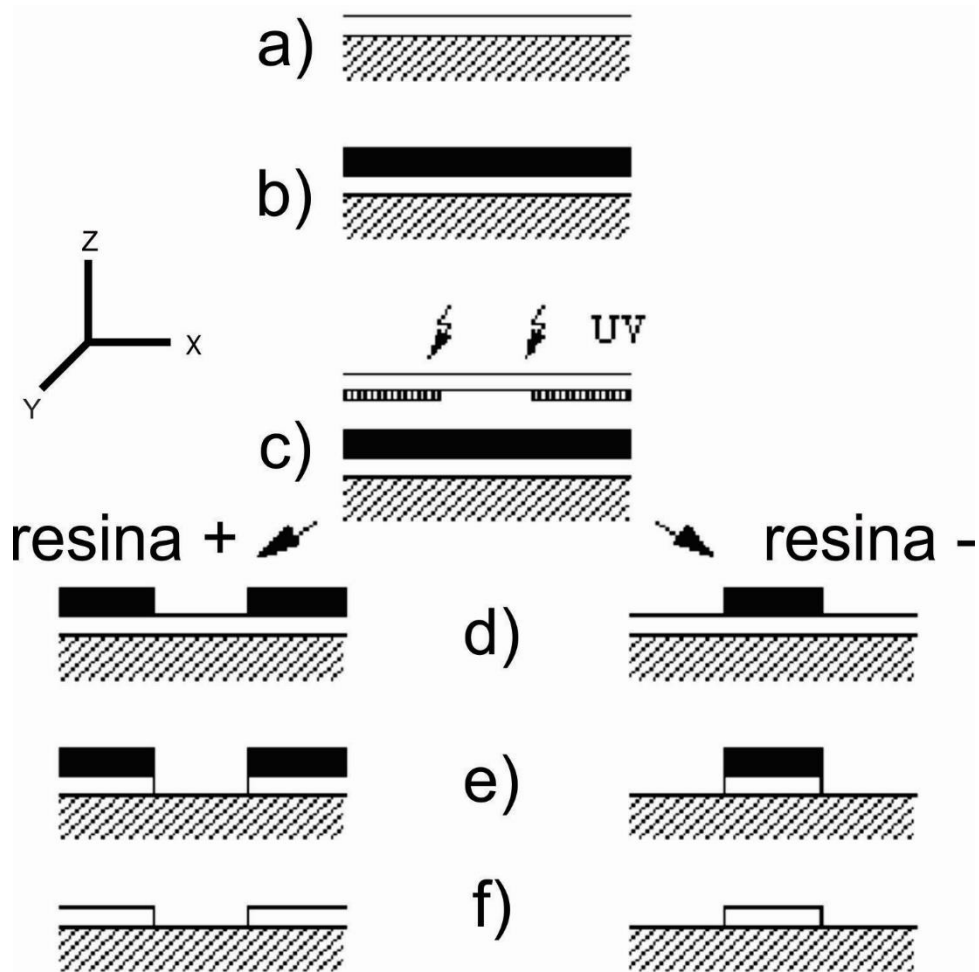 a)
b)
Z
X
Y
UV
c)
resina +
resina -
d)
e)
f)